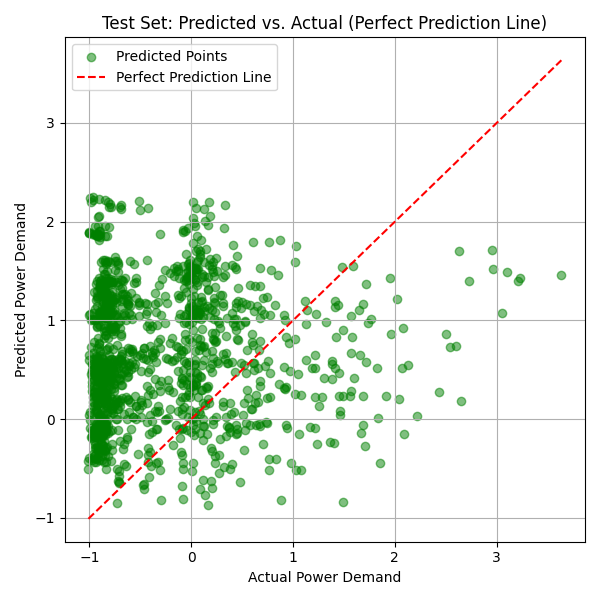 Test Set: Predicted vs. Actual (Perfect Prediction Line)
Predicted Points
Perfect Prediction Line
Predicted Power Demand
3
2
1
0
−1
−1 0 1 2 3
Actual Power Demand